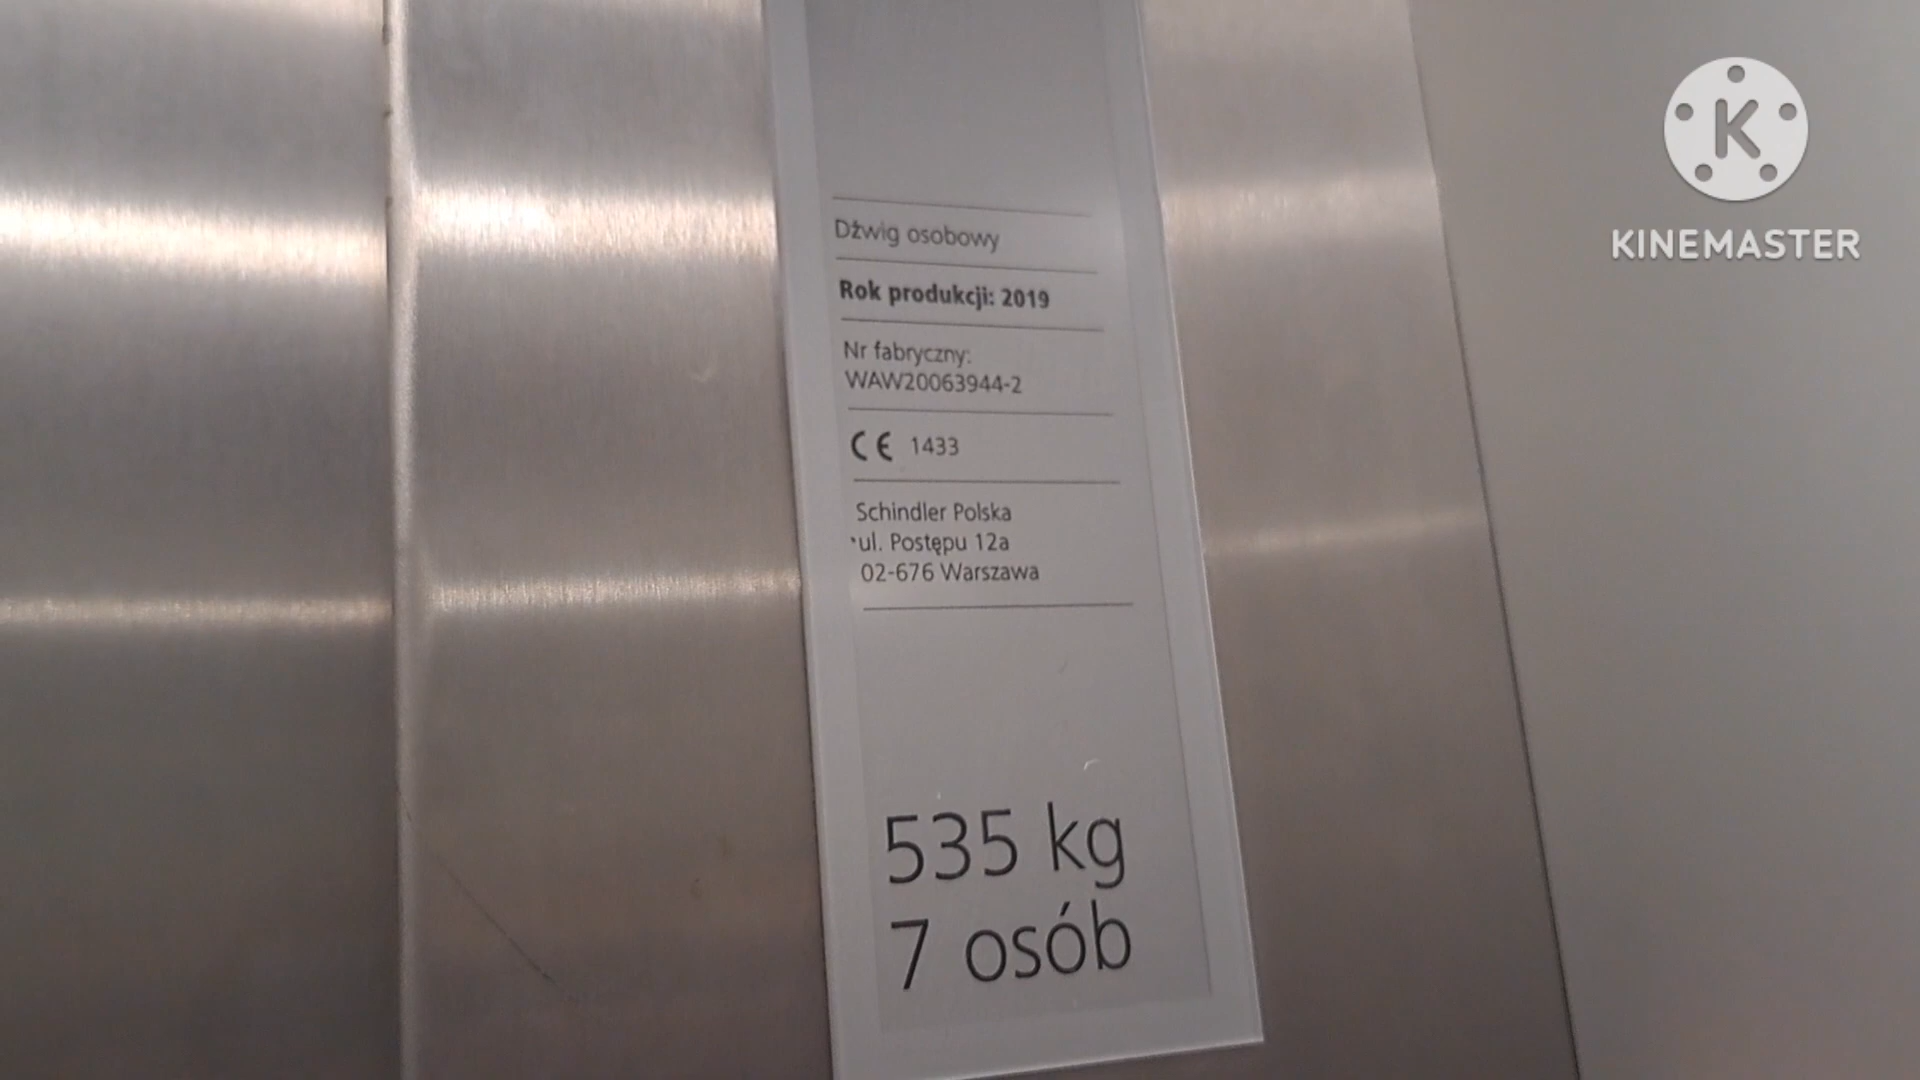 Dźwig osobowy
Rok produkcji: 2019
Nr fabryczny:
WAW20063944-2
CE 1433
Schindler Polska
ul. Postępu 12a
02-676 Warszawa
535 kg
7 osób
K
KINEMASTER